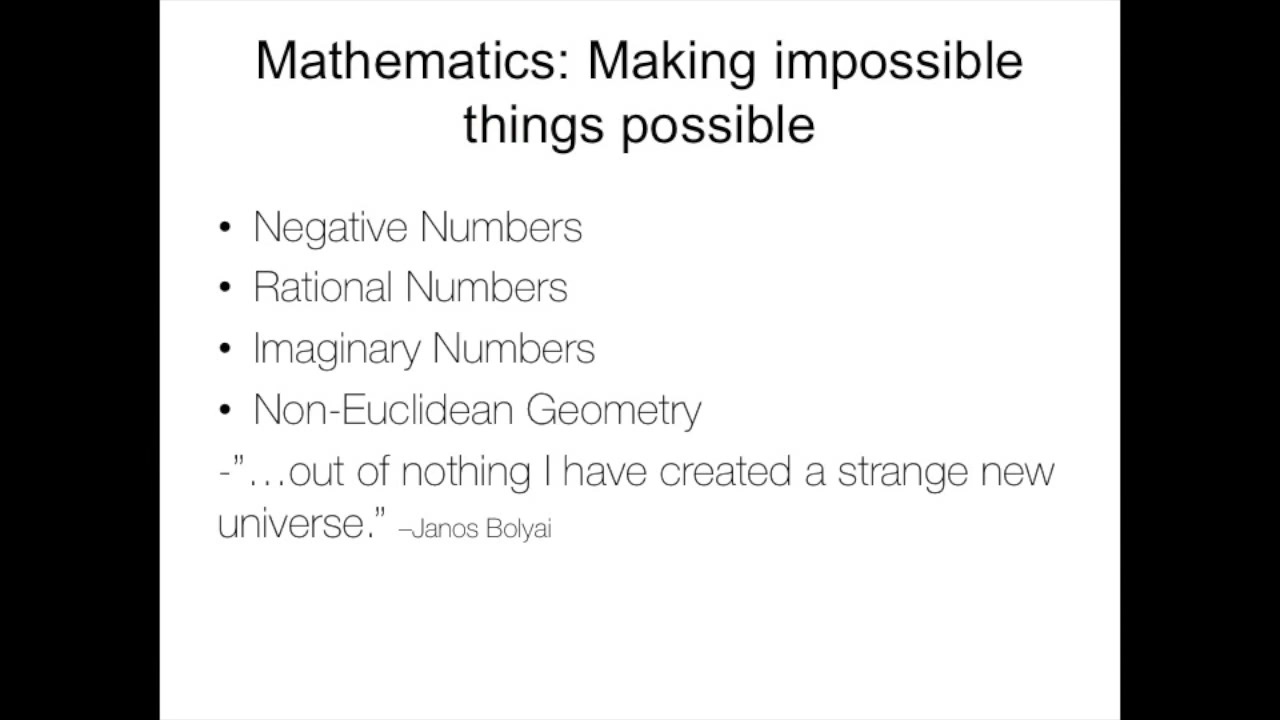 Mathematics: Making impossible
things possible
• Negative Numbers
• Rational Numbers
• Imaginary Numbers
• Non-Euclidean Geometry
-”…out of nothing I have created a strange new
universe.” –Janos Bolyai